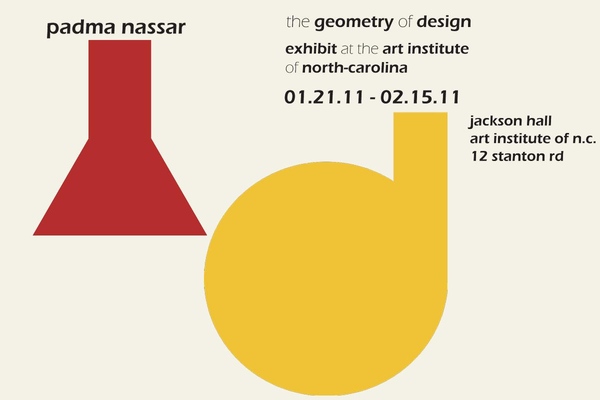 padma nassar
the geometry of design
exhibit at the art institute
of north-carolina
01.21.11 - 02.15.11
jackson hall
art institute of n.c.
12 stanton rd